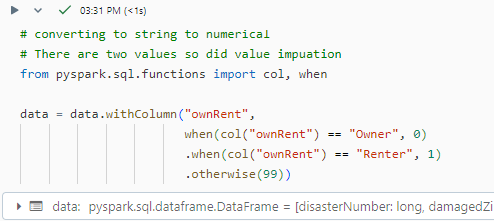 03:31 PM (<1s)
# converting to string to numerical
# There are two values so did value impuation
from pyspark.sql.functions import col, when
data = data.withColumn("ownRent",
when(col("ownRent") == "Owner", 0)
.when(col("ownRent") == "Renter", 1)
.otherwise(99))
data: pyspark.sql.dataframe.DataFrame = [disasterNumber: long, damagedZi